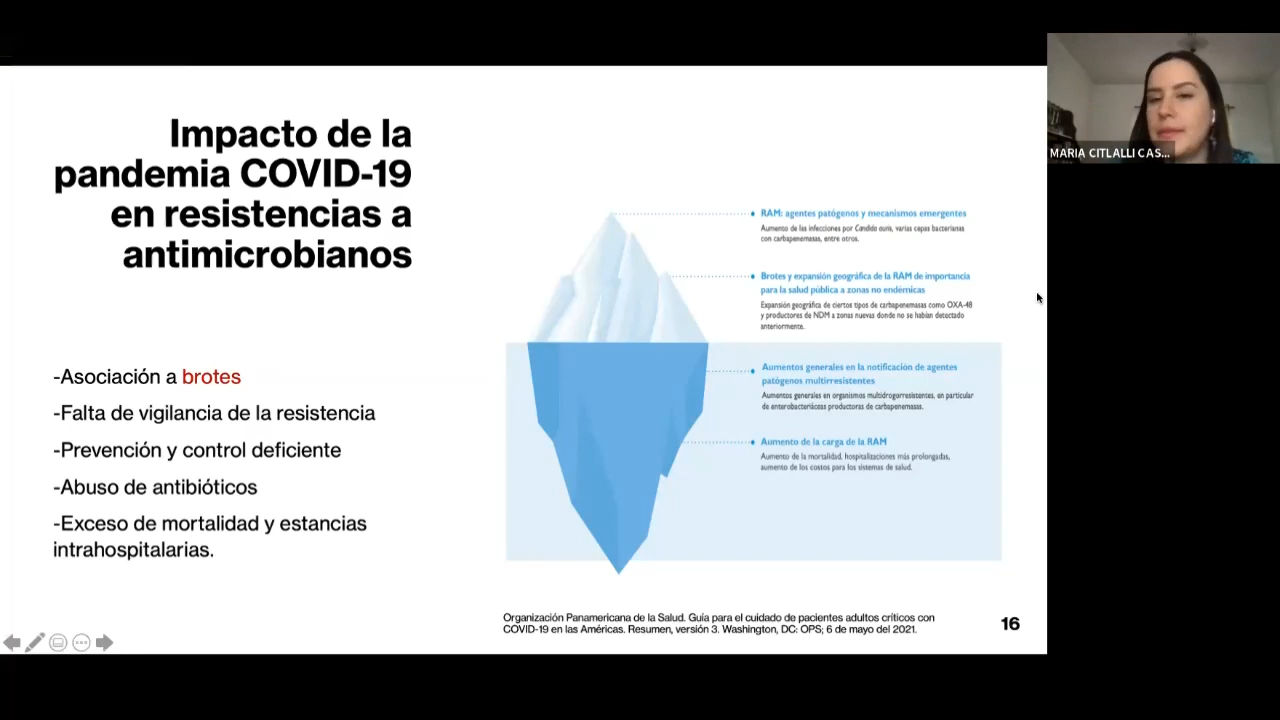 Impacto de la
pandemia COVID-19
en resistencias a
antimicrobianos
-Asociación a brotes
-Falta de vigilancia de la resistencia
-Prevención y control deficiente
-Abuso de antibióticos
-Exceso de mortalidad y estancias
intrahospitalarias.
RAM: agentes patógenos y mecanismos emergentes
Aumento de las infecciones por Candida auris, varias cepas bacterianas
con carbapenemasas, entre otros.
Brotes y expansión geográfica de la RAM de importancia
para la salud pública a zonas no endémicas
Expansión geográfica de ciertos tipos de carbapenemasas como OXA-48
y productores de NDM a zonas nuevas donde no se habían detectado
anteriormente.
Aumentos generales en la notificación de agentes
patógenos multirresistentes
Aumentos generales en organismos multidrogorresistentes, en particular
de enterobacteriáceas productoras de carbapenemasas.
Aumento de la carga de la RAM
Aumento de la mortalidad, hospitalizaciones más prolongadas,
aumento de los costos para los sistemas de salud.
Organización Panamericana de la Salud. Guía para el cuidado de pacientes adultos críticos con
COVID-19 en las Américas. Resumen, versión 3. Washington, DC: OPS; 6 de mayo del 2021.
16
MARIA CITLALLI CAS...